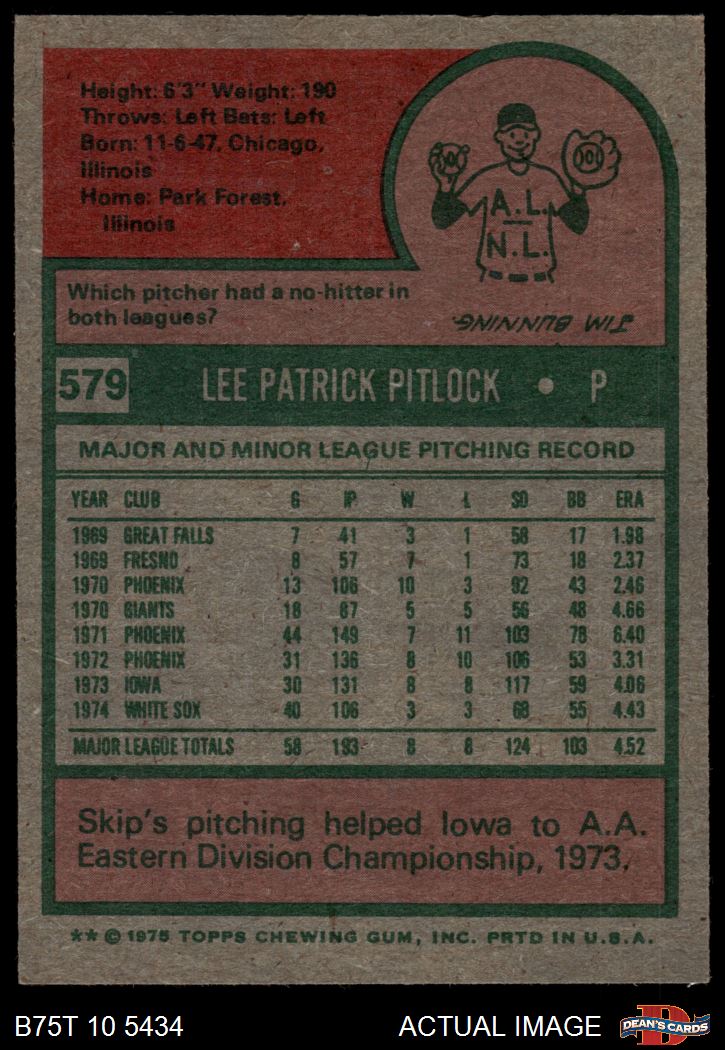 Height: 6'3" Weight: 190
Throws: Left Bats: Left
Born: 11-6-47, Chicago,
Illinois
Home: Park Forest,
Illinois
A.L.
N.L.
Which pitcher had a no-hitter in
both leagues?
JIM BUNNING
579 LEE PATRICK PITLOCK • P
MAJOR AND MINOR LEAGUE PITCHING RECORD
YEAR CLUB G IP W L SO BB ERA
1969 GREAT FALLS 7 41 3 1 58 17 1.98
1969 FRESNO 8 57 7 1 73 18 2.37
1970 PHOENIX 13 106 10 3 92 43 2.46
1970 GIANTS 18 87 5 5 56 48 4.66
1971 PHOENIX 44 149 7 11 103 78 6.40
1972 PHOENIX 31 136 8 10 106 53 3.31
1973 IOWA 30 131 8 8 117 59 4.06
1974 WHITE SOX 40 106 3 3 68 55 4.43
MAJOR LEAGUE TOTALS 58 193 8 8 124 103 4.52
Skip's pitching helped Iowa to A.A.
Eastern Division Championship, 1973.
** © 1975 TOPPS CHEWING GUM, INC. PRTD IN U.S.A.
B75T 10 5434 ACTUAL IMAGE DEAN'S CARDS